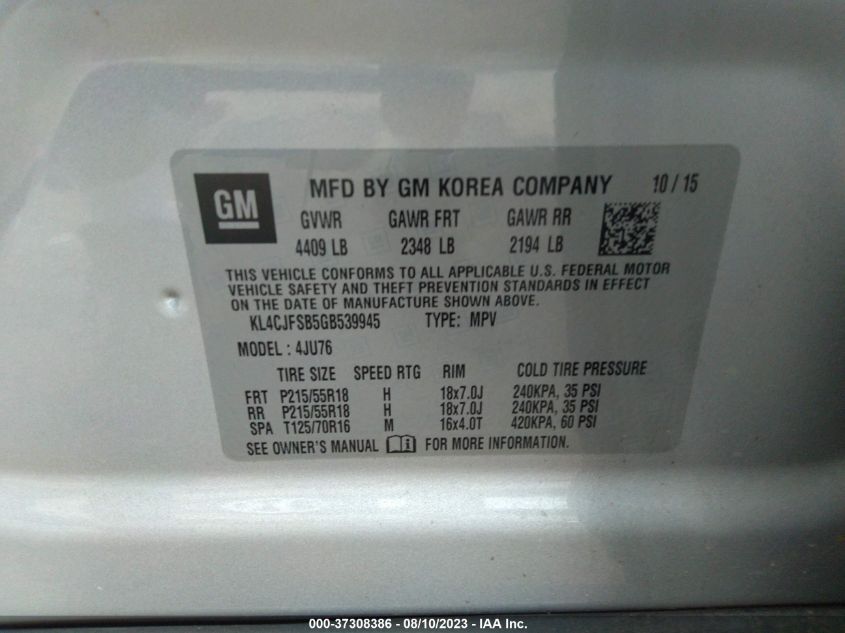 GM
MFD BY GM KOREA COMPANY 10 / 15
GVWR GAWR FRT GAWR RR
4409 LB 2348 LB 2194 LB
THIS VEHICLE CONFORMS TO ALL APPLICABLE U.S. FEDERAL MOTOR
VEHICLE SAFETY AND THEFT PREVENTION STANDARDS IN EFFECT
ON THE DATE OF MANUFACTURE SHOWN ABOVE.
KL4CJFSB5GB539945 TYPE: MPV
MODEL : 4JU76
TIRE SIZE SPEED RTG RIM COLD TIRE PRESSURE
FRT P215/55R18 H 18x7.0J 240KPA, 35 PSI
RR P215/55R18 H 18x7.0J 240KPA, 35 PSI
SPA T125/70R16 M 16x4.0T 420KPA, 60 PSI
SEE OWNER'S MANUAL FOR MORE INFORMATION.
000-37308386 - 08/10/2023 - IAA Inc.